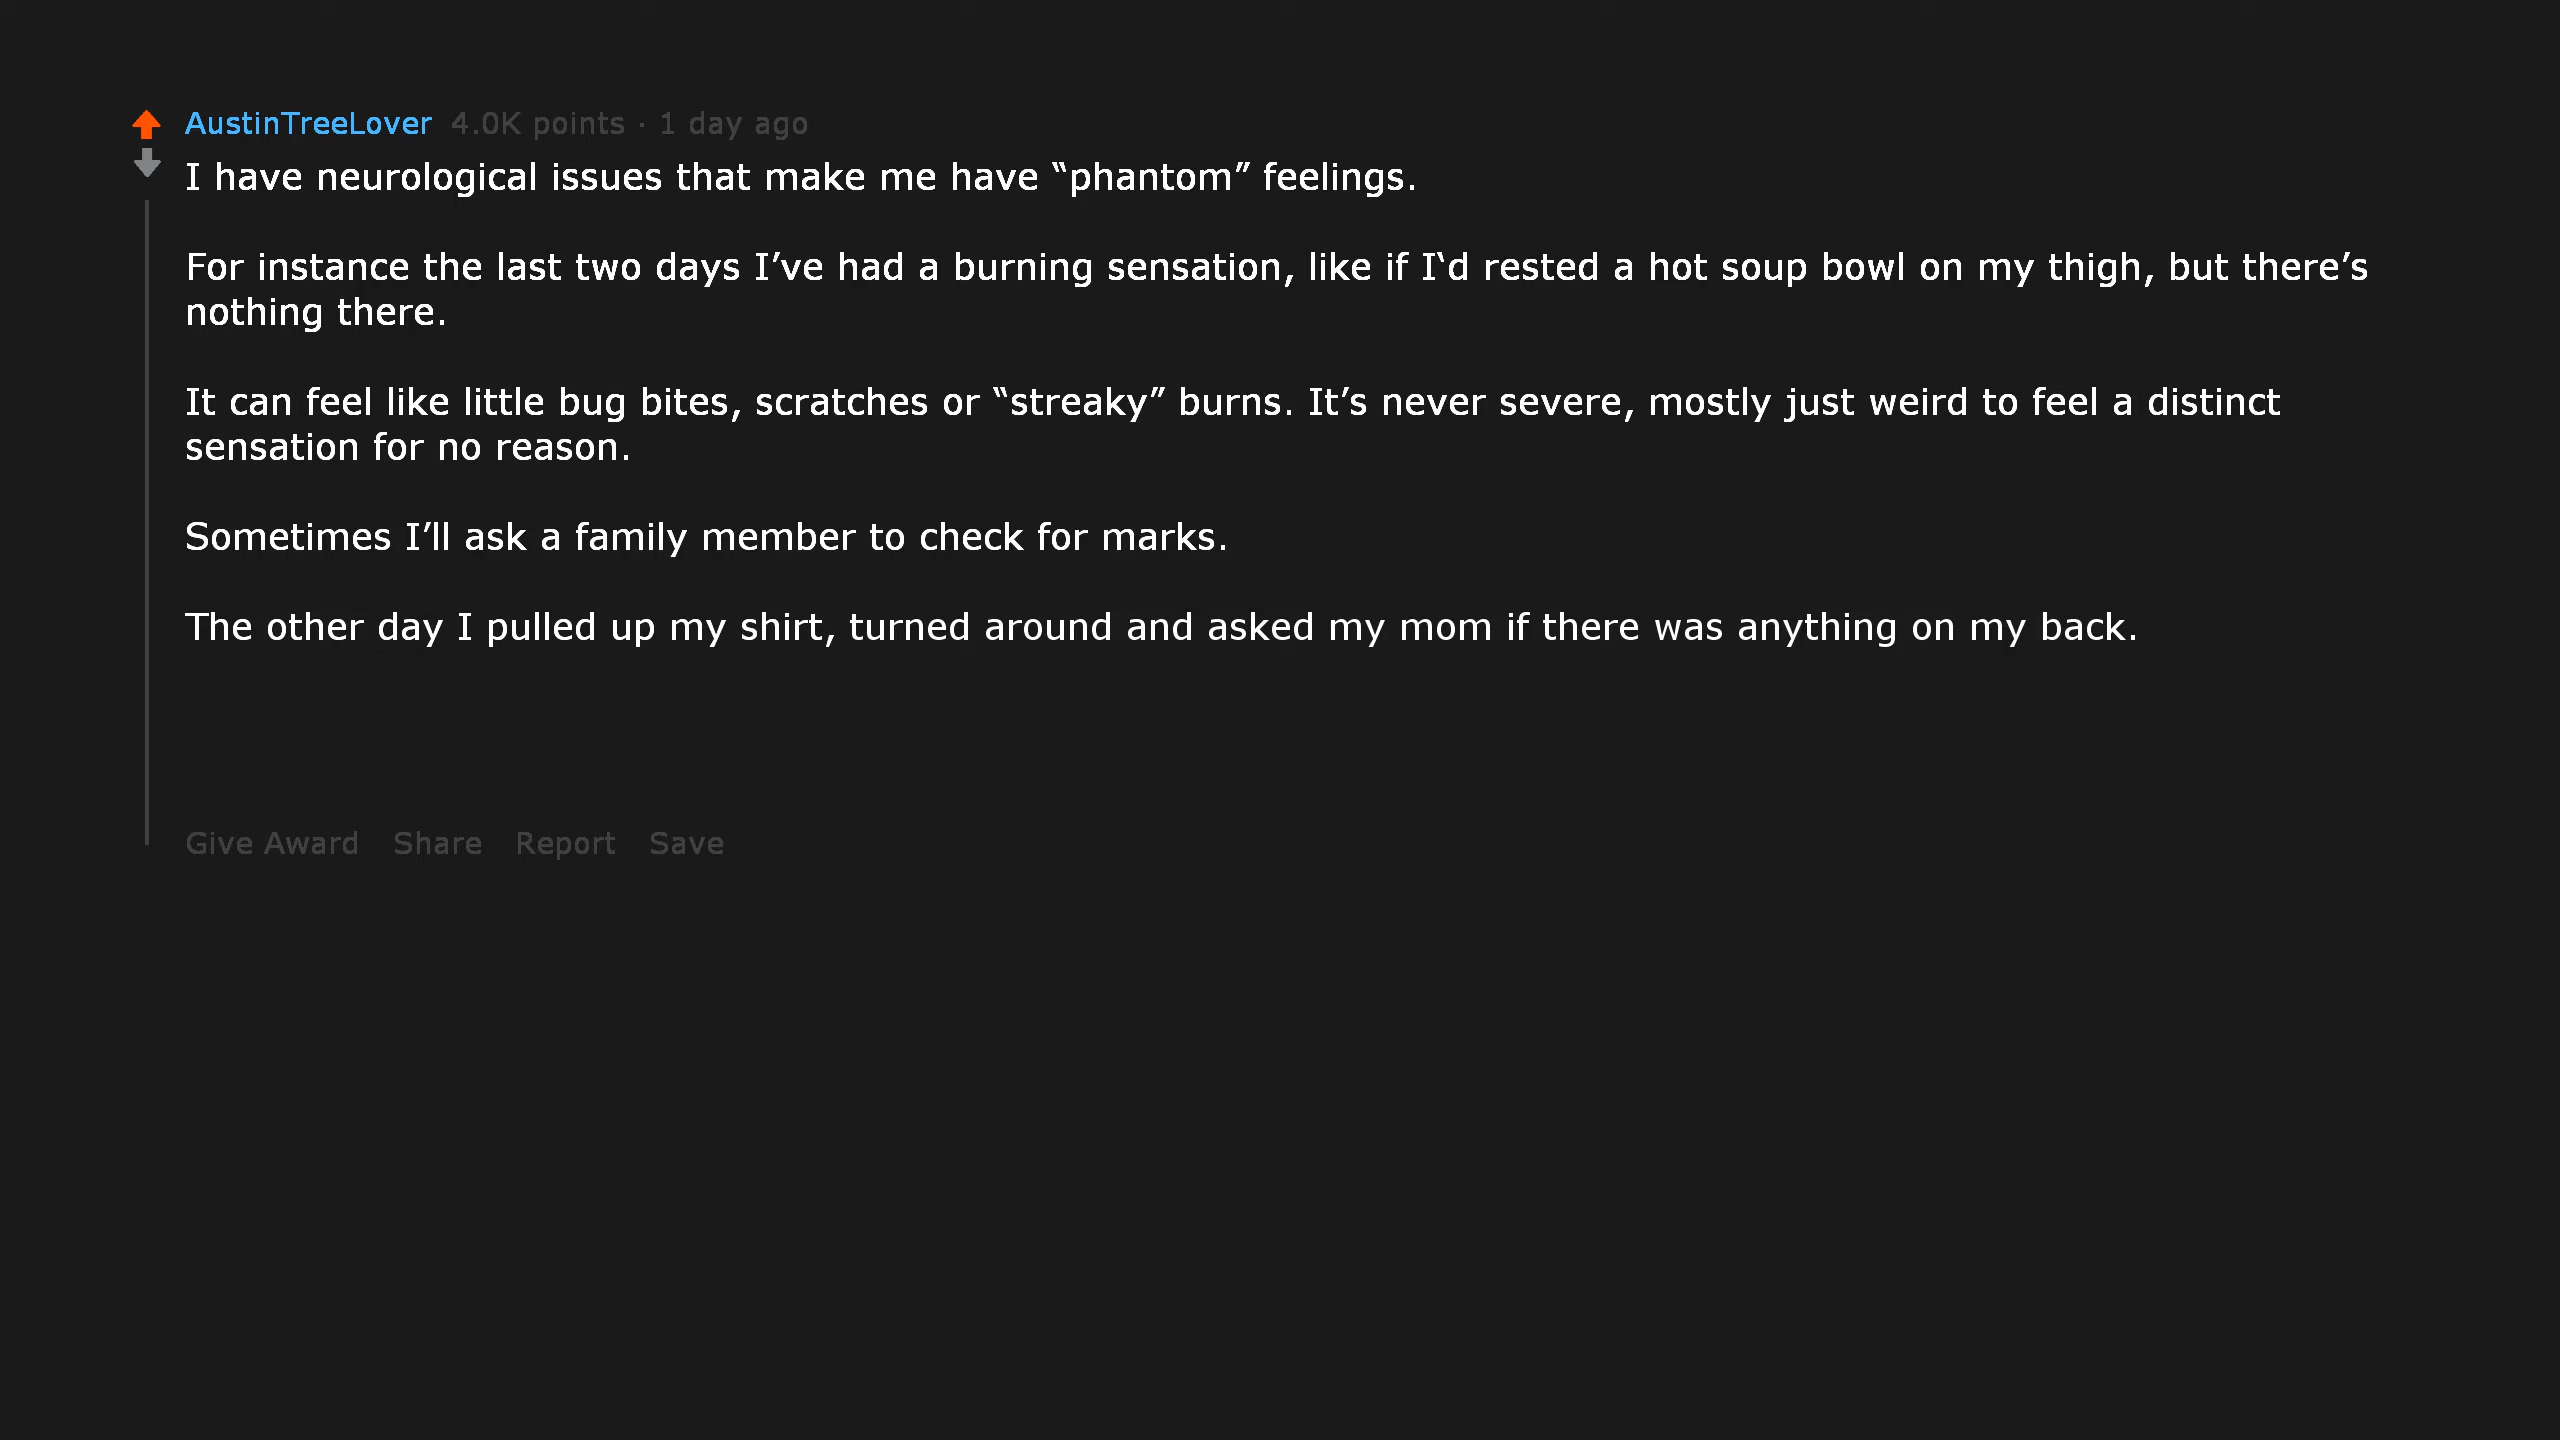 AustinTreeLover 4.0K points · 1 day ago
I have neurological issues that make me have “phantom” feelings.
For instance the last two days I’ve had a burning sensation, like if I‘d rested a hot soup bowl on my thigh, but there’s
nothing there.
It can feel like little bug bites, scratches or “streaky” burns. It’s never severe, mostly just weird to feel a distinct
sensation for no reason.
Sometimes I’ll ask a family member to check for marks.
The other day I pulled up my shirt, turned around and asked my mom if there was anything on my back.
Give Award Share Report Save